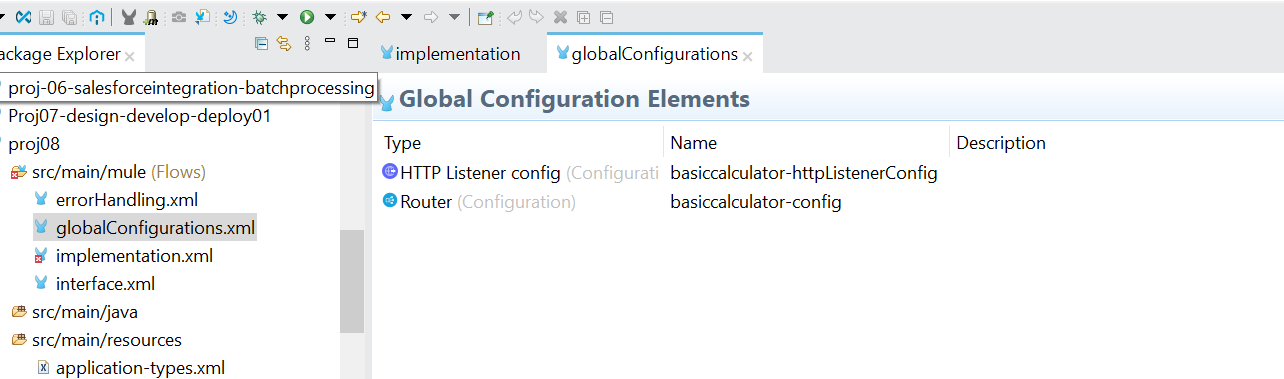 ackage Explorer
implementation
globalConfigurations
proj-06-salesforceintegration-batchprocessing
Global Configuration Elements
Proj07-design-develop-deploy01
proj08
Type Name Description
src/main/mule (Flows)
HTTP Listener config (Configurati basiccalculator-httpListenerConfig
errorHandling.xml
Router (Configuration) basiccalculator-config
globalConfigurations.xml
implementation.xml
interface.xml
src/main/java
src/main/resources
application-types.xml